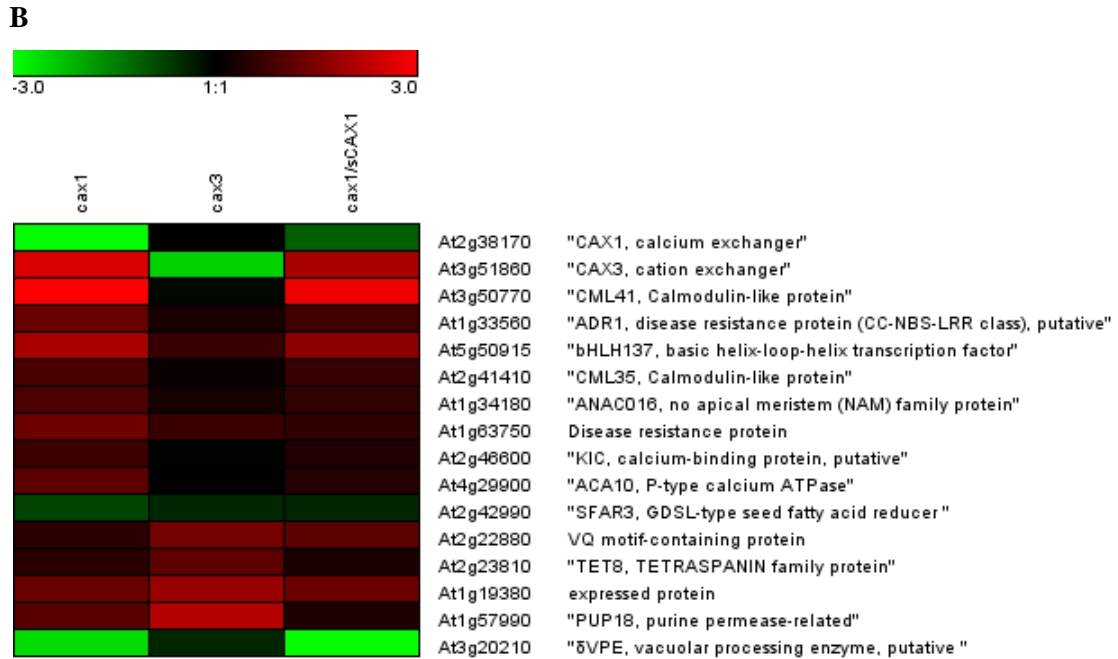 B
-3.0 1:1 3.0
cax1 cax3 cax1/sCAX1
At2g38170 "CAX1, calcium exchanger"
At3g51860 "CAX3, cation exchanger"
At3g50770 "CML41, Calmodulin-like protein"
At1g33560 "ADR1, disease resistance protein (CC-NBS-LRR class), putative"
At5g50915 "bHLH137, basic helix-loop-helix transcription factor"
At2g41410 "CML35, Calmodulin-like protein"
At1g34180 "ANAC016, no apical meristem (NAM) family protein"
At1g63750 Disease resistance protein
At2g46600 "KIC, calcium-binding protein, putative"
At4g29900 "ACA10, P-type calcium ATPase"
At2g42990 "SFAR3, GDSL-type seed fatty acid reducer "
At2g22880 VQ motif-containing protein
At2g23810 "TET8, TETRASPANIN family protein"
At1g19380 expressed protein
At1g57990 "PUP18, purine permease-related"
At3g20210 "δVPE, vacuolar processing enzyme, putative "